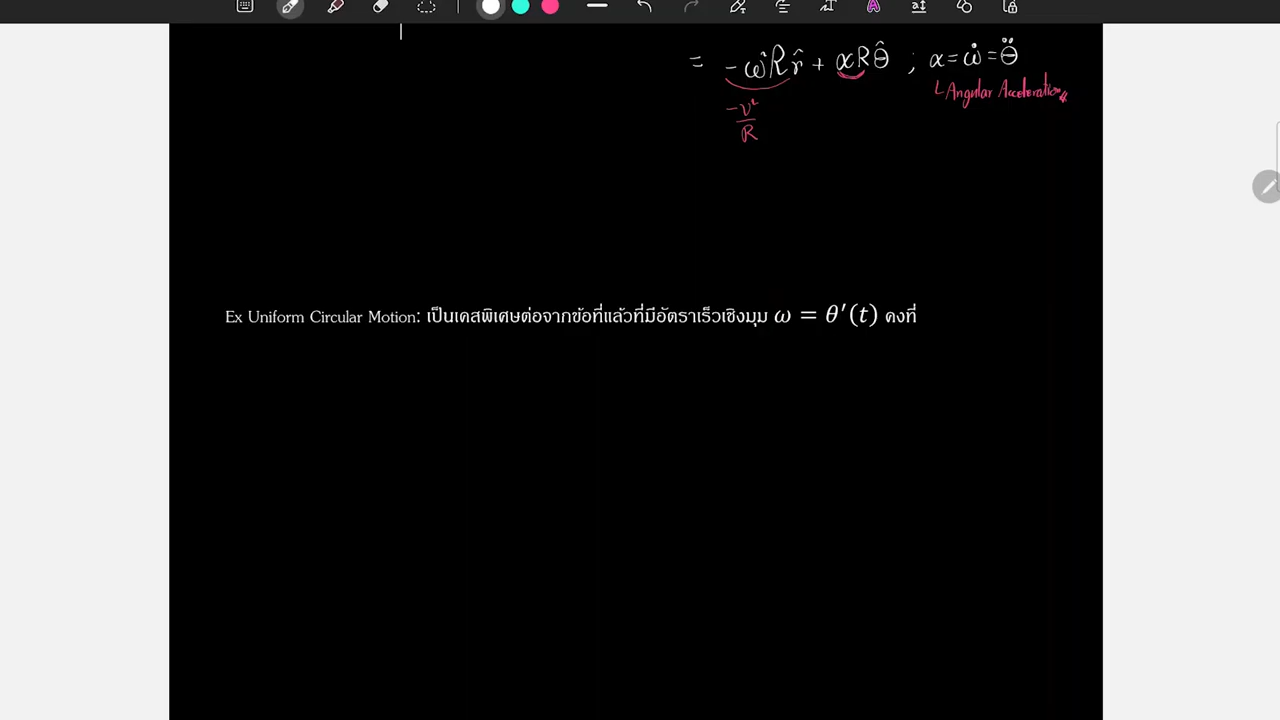 = -ω²R r̂ + αR θ̂ ; α = ω̇ = θ̈
Angular Acceleration
-v²
R
Ex Uniform Circular Motion: เป็นเคสพิเศษต่อจากข้อที่แล้วที่มีอัตราเร็วเชิงมุม ω = θ′(t) คงที่